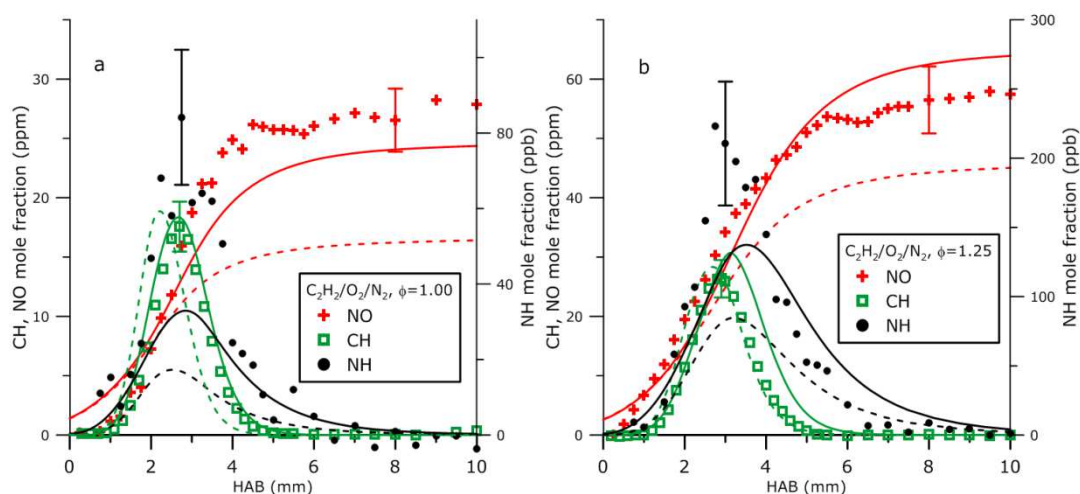 a
CH, NO mole fraction (ppm)
30
20
10
0
80
40
0
NH mole fraction (ppb)
C₂H₂/O₂/N₂, ϕ=1.00
NO
CH
NH
0 2 4 6 8 10
HAB (mm)
b
CH, NO mole fraction (ppm)
60
40
20
0
300
200
100
0
NH mole fraction (ppb)
C₂H₂/O₂/N₂, ϕ=1.25
NO
CH
NH
0 2 4 6 8 10
HAB (mm)